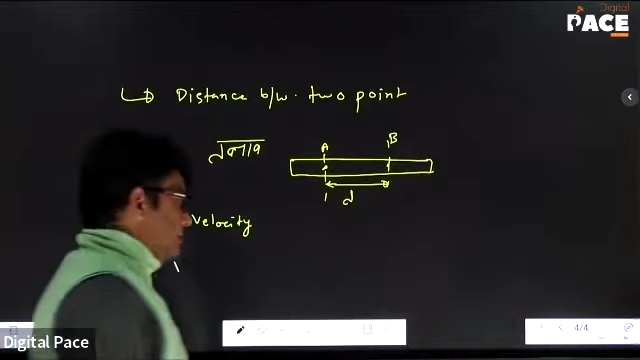 Digital
PACE
↳ Distance b/w. two point
A
B
d
velocity
4/4
Digital Pace